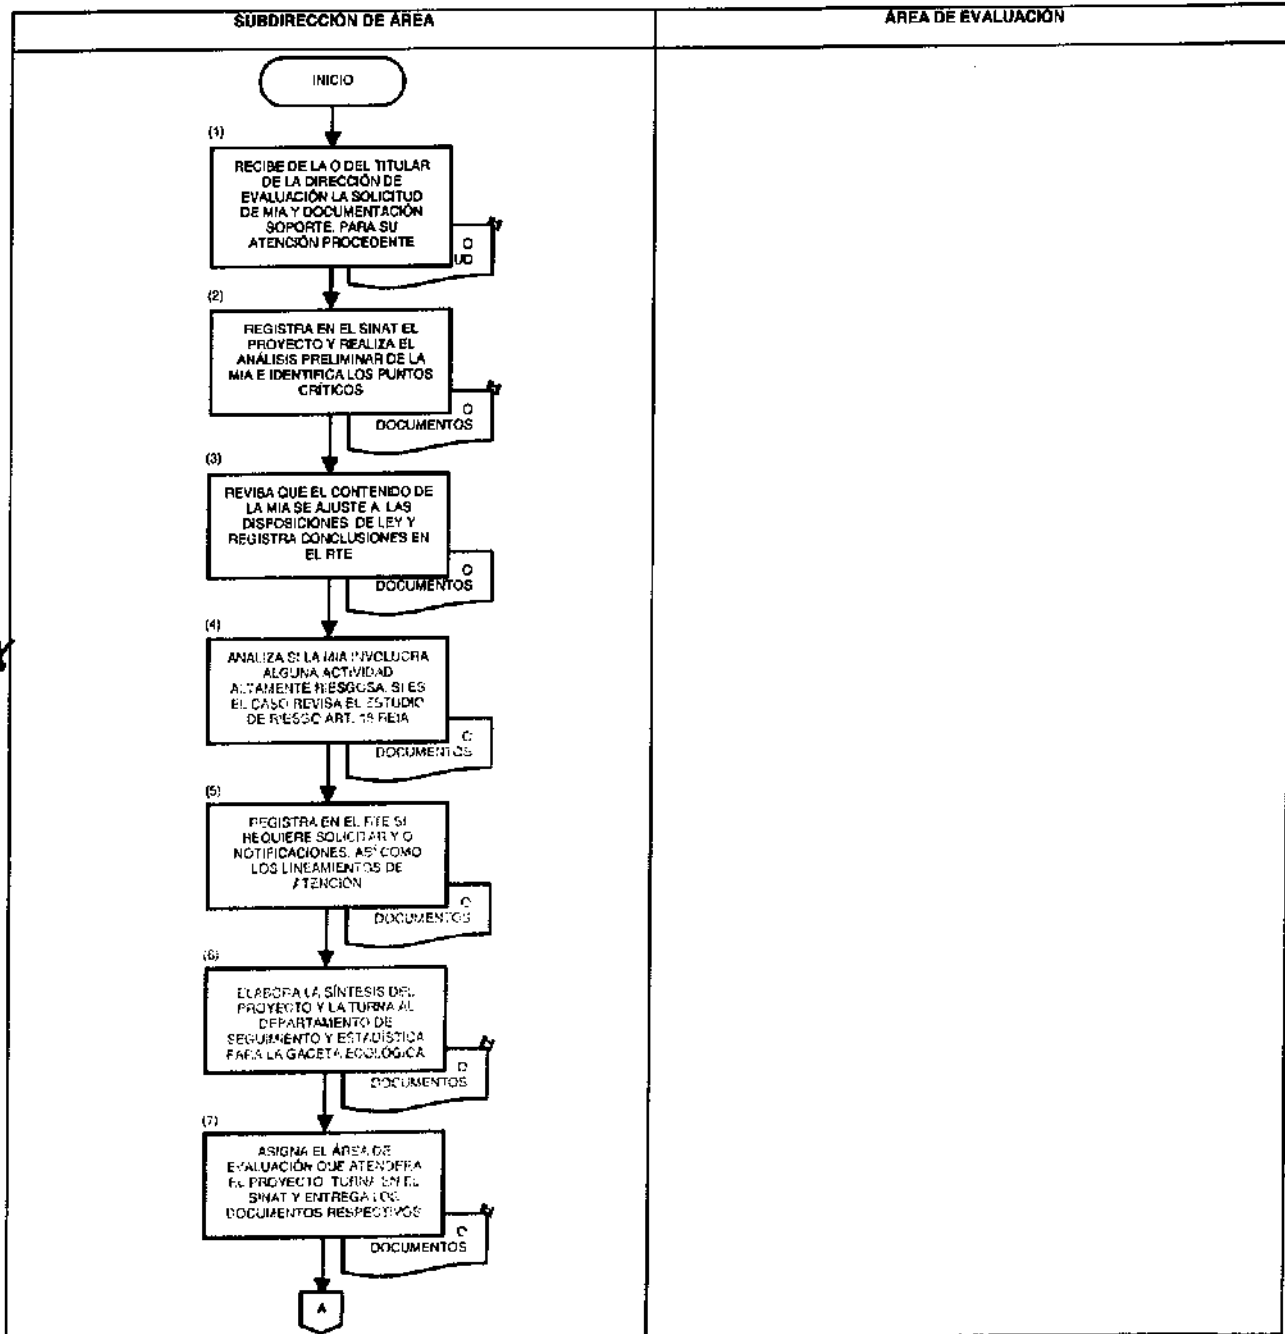 SUBDIRECCIÓN DE ÁREA
ÁREA DE EVALUACIÓN
INICIO
(1)
RECIBE DE LA O DEL TITULAR
DE LA DIRECCIÓN DE
EVALUACIÓN LA SOLICITUD
DE MIA Y DOCUMENTACIÓN
SOPORTE, PARA SU
ATENCIÓN PROCEDENTE
O
UD
(2)
REGISTRA EN EL SINAT EL
PROYECTO Y REALIZA EL
ANÁLISIS PRELIMINAR DE LA
MIA E IDENTIFICA LOS PUNTOS
CRÍTICOS
O
DOCUMENTOS
(3)
REVISA QUE EL CONTENIDO DE
LA MIA SE AJUSTE A LAS
DISPOSICIONES DE LEY Y
REGISTRA CONCLUSIONES EN
EL RTE
O
DOCUMENTOS
(4)
ANALIZA SI LA MIA INVOLUCRA
ALGUNA ACTIVIDAD
ALTAMENTE RIESGOSA, SI ES
EL CASO REVISA EL ESTUDIO
DE RIESGO ART. 18 REIA
O
DOCUMENTOS
(5)
REGISTRA EN EL RTE SI
REQUIERE SOLICITAR Y O
NOTIFICACIONES, ASÍ COMO
LOS LINEAMIENTOS DE
ATENCIÓN
O
DOCUMENTOS
(6)
ELABORA LA SÍNTESIS DEL
PROYECTO Y LA TURNA AL
DEPARTAMENTO DE
SEGUIMIENTO Y ESTADÍSTICA
PARA LA GACETA ECOLÓGICA
O
DOCUMENTOS
(7)
ASIGNA EL ÁREA DE
EVALUACIÓN QUE ATENDERA
EL PROYECTO, TURNA EN EL
SINAT Y ENTREGA LOS
DOCUMENTOS RESPECTIVOS
O
DOCUMENTOS
A